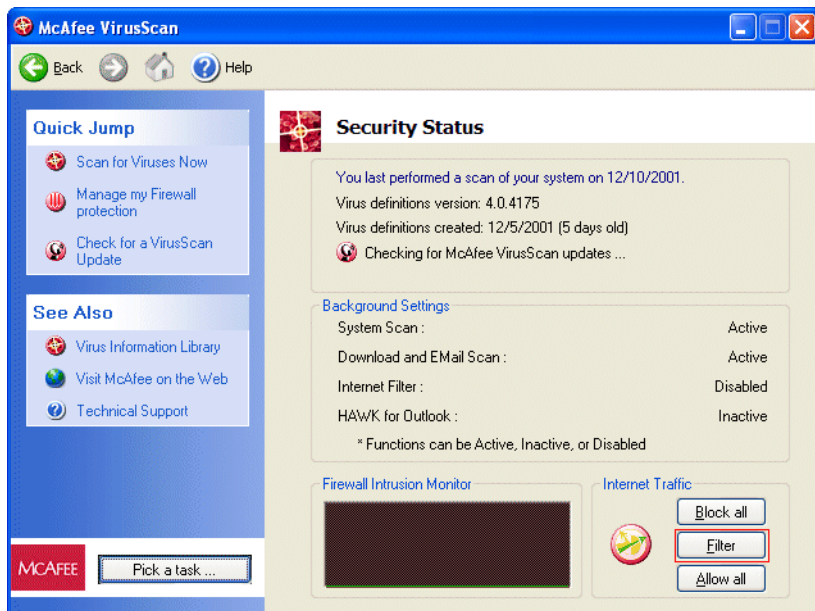 McAfee VirusScan
Back
Help
Quick Jump
Scan for Viruses Now
Manage my Firewall
protection
Check for a VirusScan
Update
See Also
Virus Information Library
Visit McAfee on the Web
Technical Support
MCAFEE
Pick a task ...
Security Status
You last performed a scan of your system on 12/10/2001.
Virus definitions version: 4.0.4175
Virus definitions created: 12/5/2001 (5 days old)
Checking for McAfee VirusScan updates ...
Background Settings
System Scan : Active
Download and EMail Scan : Active
Internet Filter : Disabled
HAWK for Outlook : Inactive
* Functions can be Active, Inactive, or Disabled
Firewall Intrusion Monitor
Internet Traffic
Block all
Filter
Allow all